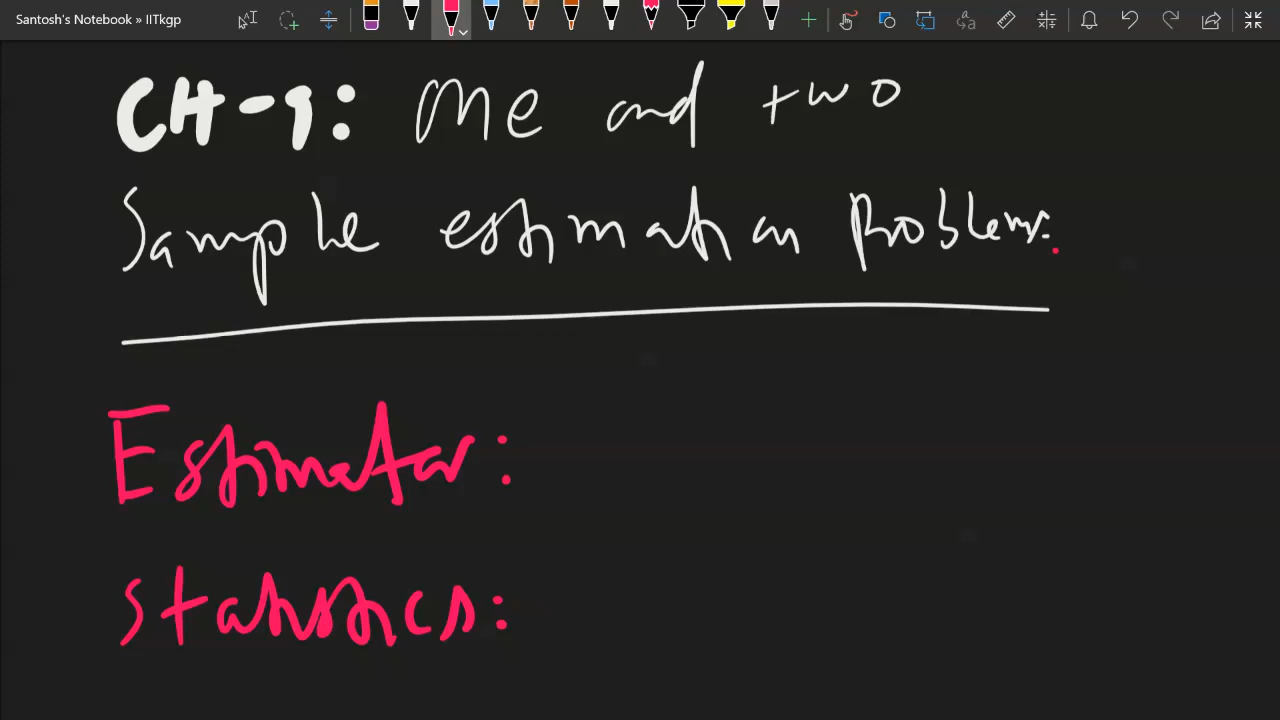 Santosh's Notebook » IITkgp
CH-9: One and two
Sample estimation Problems.
Estimator:
Statistics: